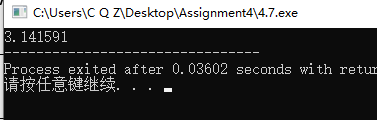 C:\Users\C Q Z\Desktop\Assignment4\4.7.exe
3.141591
--------------------------------
Process exited after 0.03602 seconds with retur
请按任意键继续. . .